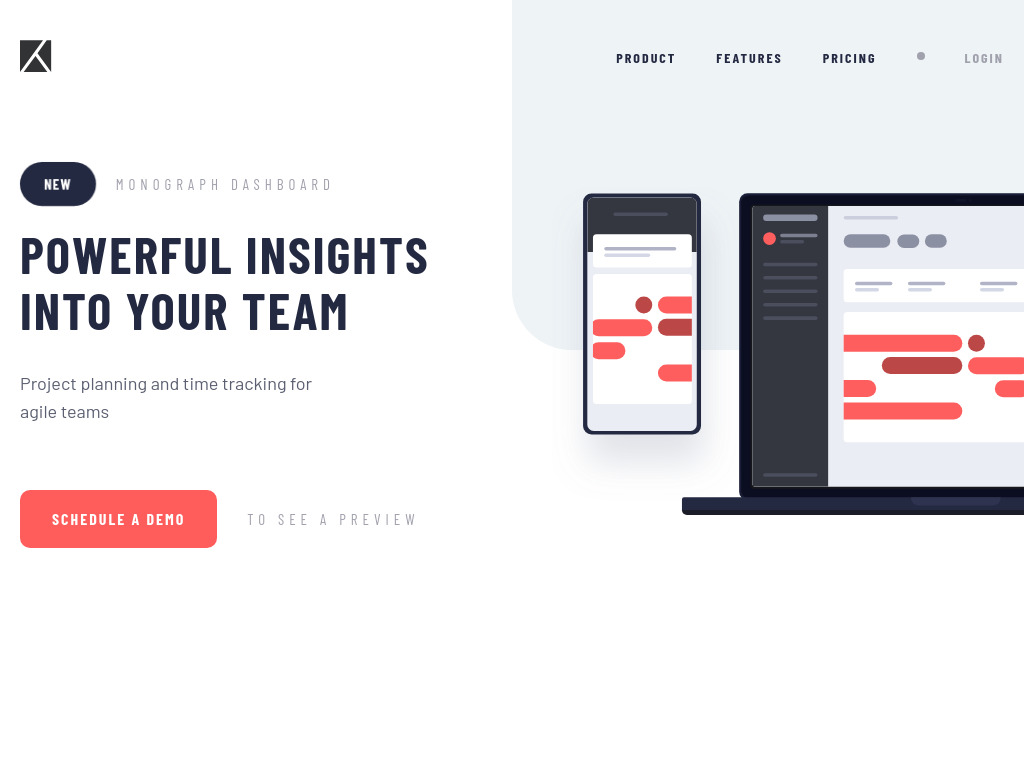 PRODUCT FEATURES PRICING LOGIN
NEW MONOGRAPH DASHBOARD
POWERFUL INSIGHTS
INTO YOUR TEAM
Project planning and time tracking for
agile teams
SCHEDULE A DEMO TO SEE A PREVIEW